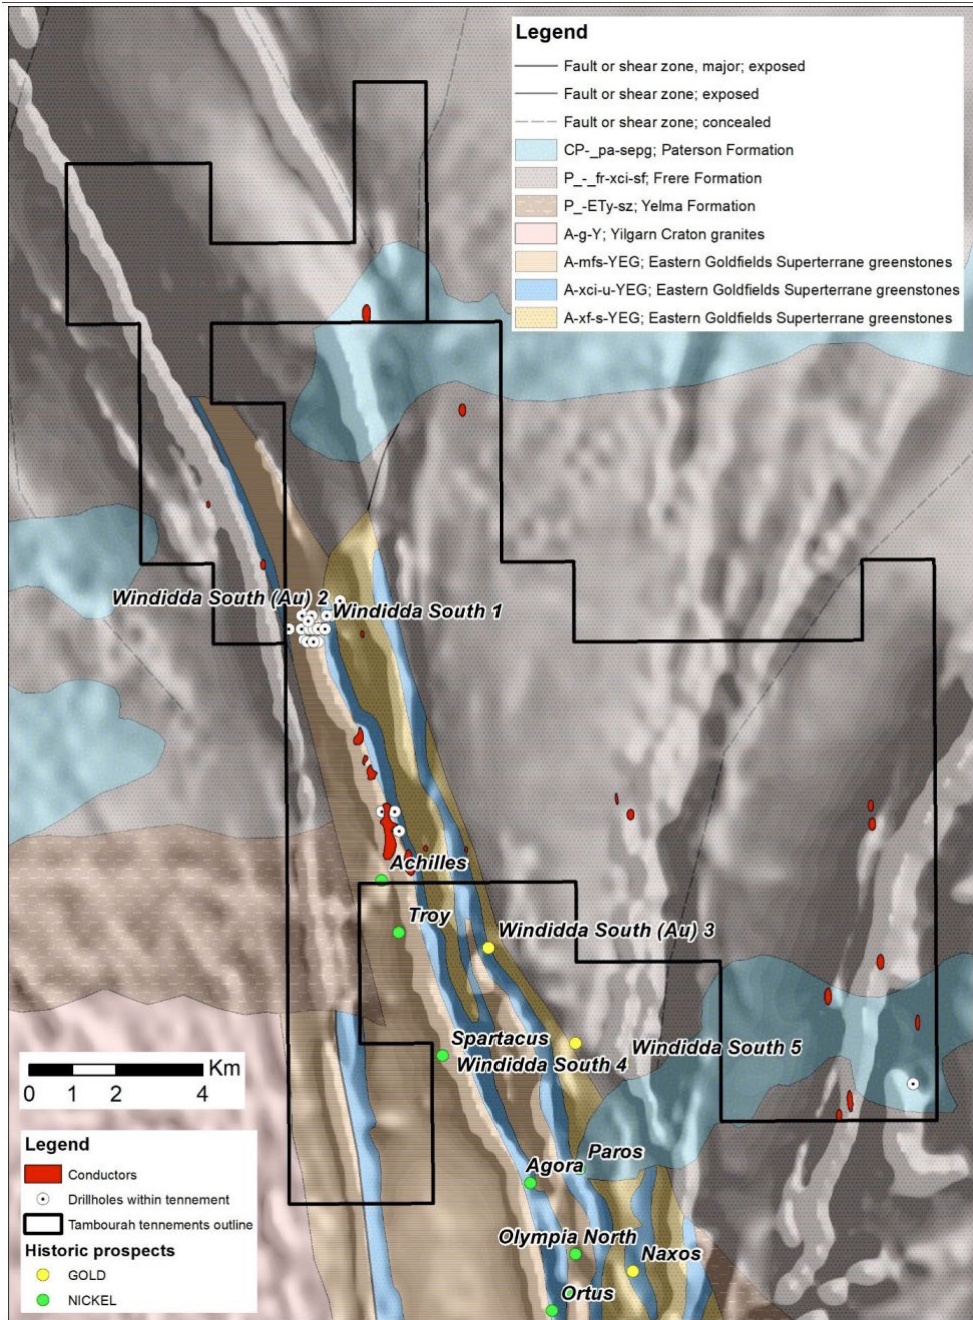 Legend
Fault or shear zone, major; exposed
Fault or shear zone; exposed
Fault or shear zone; concealed
CP-_pa-sepg; Paterson Formation
P_-_fr-xci-sf; Frere Formation
P_-ETy-sz; Yelma Formation
A-g-Y; Yilgarn Craton granites
A-mfs-YEG; Eastern Goldfields Superterrane greenstones
A-xci-u-YEG; Eastern Goldfields Superterrane greenstones
A-xf-s-YEG; Eastern Goldfields Superterrane greenstones
Windidda South (Au) 2
Windidda South 1
Achilles
Troy
Windidda South (Au) 3
Spartacus
Windidda South 5
Windidda South 4
Paros
Agora
Olympia North
Naxos
Ortus
Km
0 1 2 4
Legend
Conductors
Drillholes within tennement
Tambourah tennements outline
Historic prospects
GOLD
NICKEL